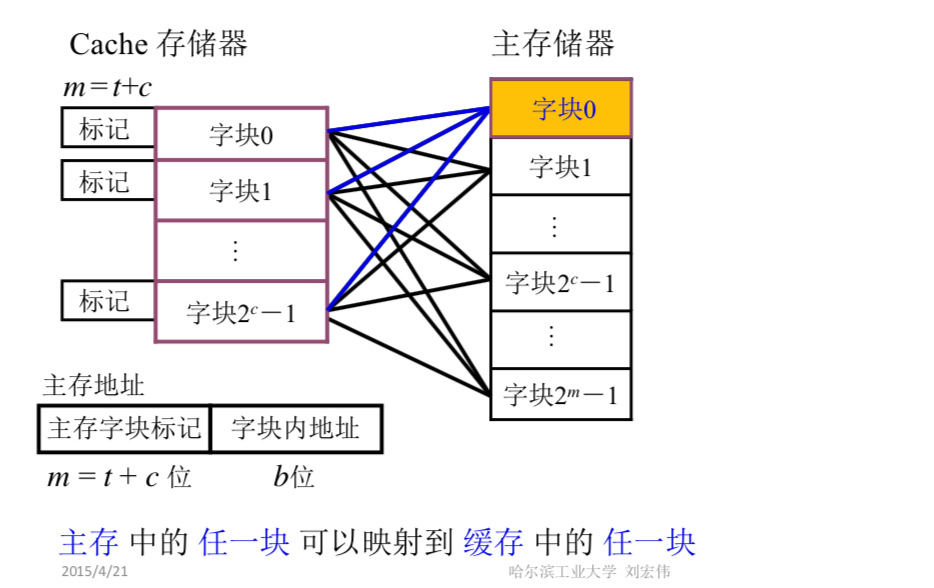 Cache 存储器
m=t+c
标记 字块0
标记 字块1
⋮
标记 字块2ᶜ－1
主存储器
字块0
字块1
⋮
字块2ᶜ－1
⋮
字块2ᵐ－1
主存地址
主存字块标记 字块内地址
m = t + c 位 b位
主存 中的 任一块 可以映射到 缓存 中的 任一块
2015/4/21 哈尔滨工业大学 刘宏伟